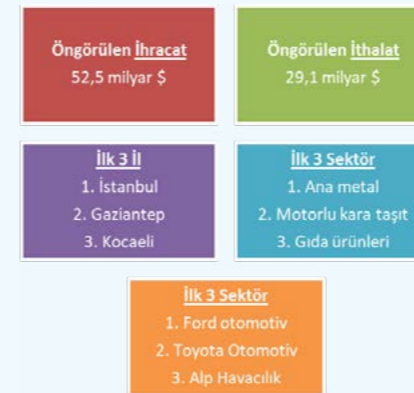 Öngörülen İhracat
52,5 milyar $
Öngörülen İthalat
29,1 milyar $
İlk 3 İl
1. İstanbul
2. Gaziantep
3. Kocaeli
İlk 3 Sektör
1. Ana metal
2. Motorlu kara taşıt
3. Gıda ürünleri
İlk 3 Sektör
1. Ford otomotiv
2. Toyota Otomotiv
3. Alp Havacılık